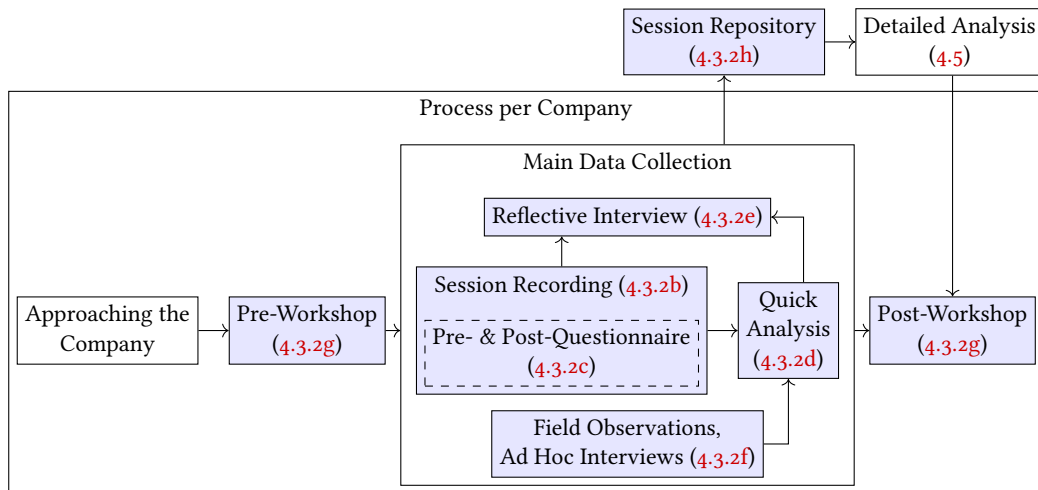 Session Repository
(4.3.2h)
Detailed Analysis
(4.5)
Process per Company
Main Data Collection
Reflective Interview (4.3.2e)
Session Recording (4.3.2b)
Pre- & Post-Questionnaire
(4.3.2c)
Quick
Analysis
(4.3.2d)
Approaching the
Company
Pre-Workshop
(4.3.2g)
Post-Workshop
(4.3.2g)
Field Observations,
Ad Hoc Interviews (4.3.2f)